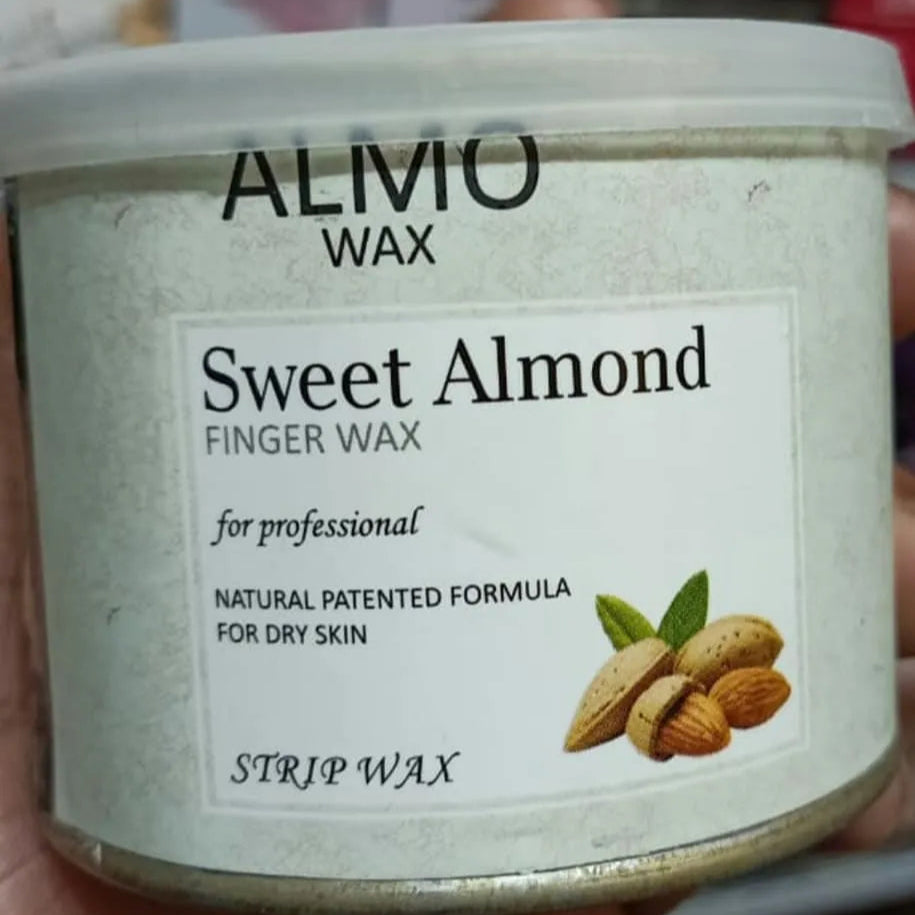 ALMO
WAX
Sweet Almond
FINGER WAX
for professional
NATURAL PATENTED FORMULA
FOR DRY SKIN
STRIP WAX